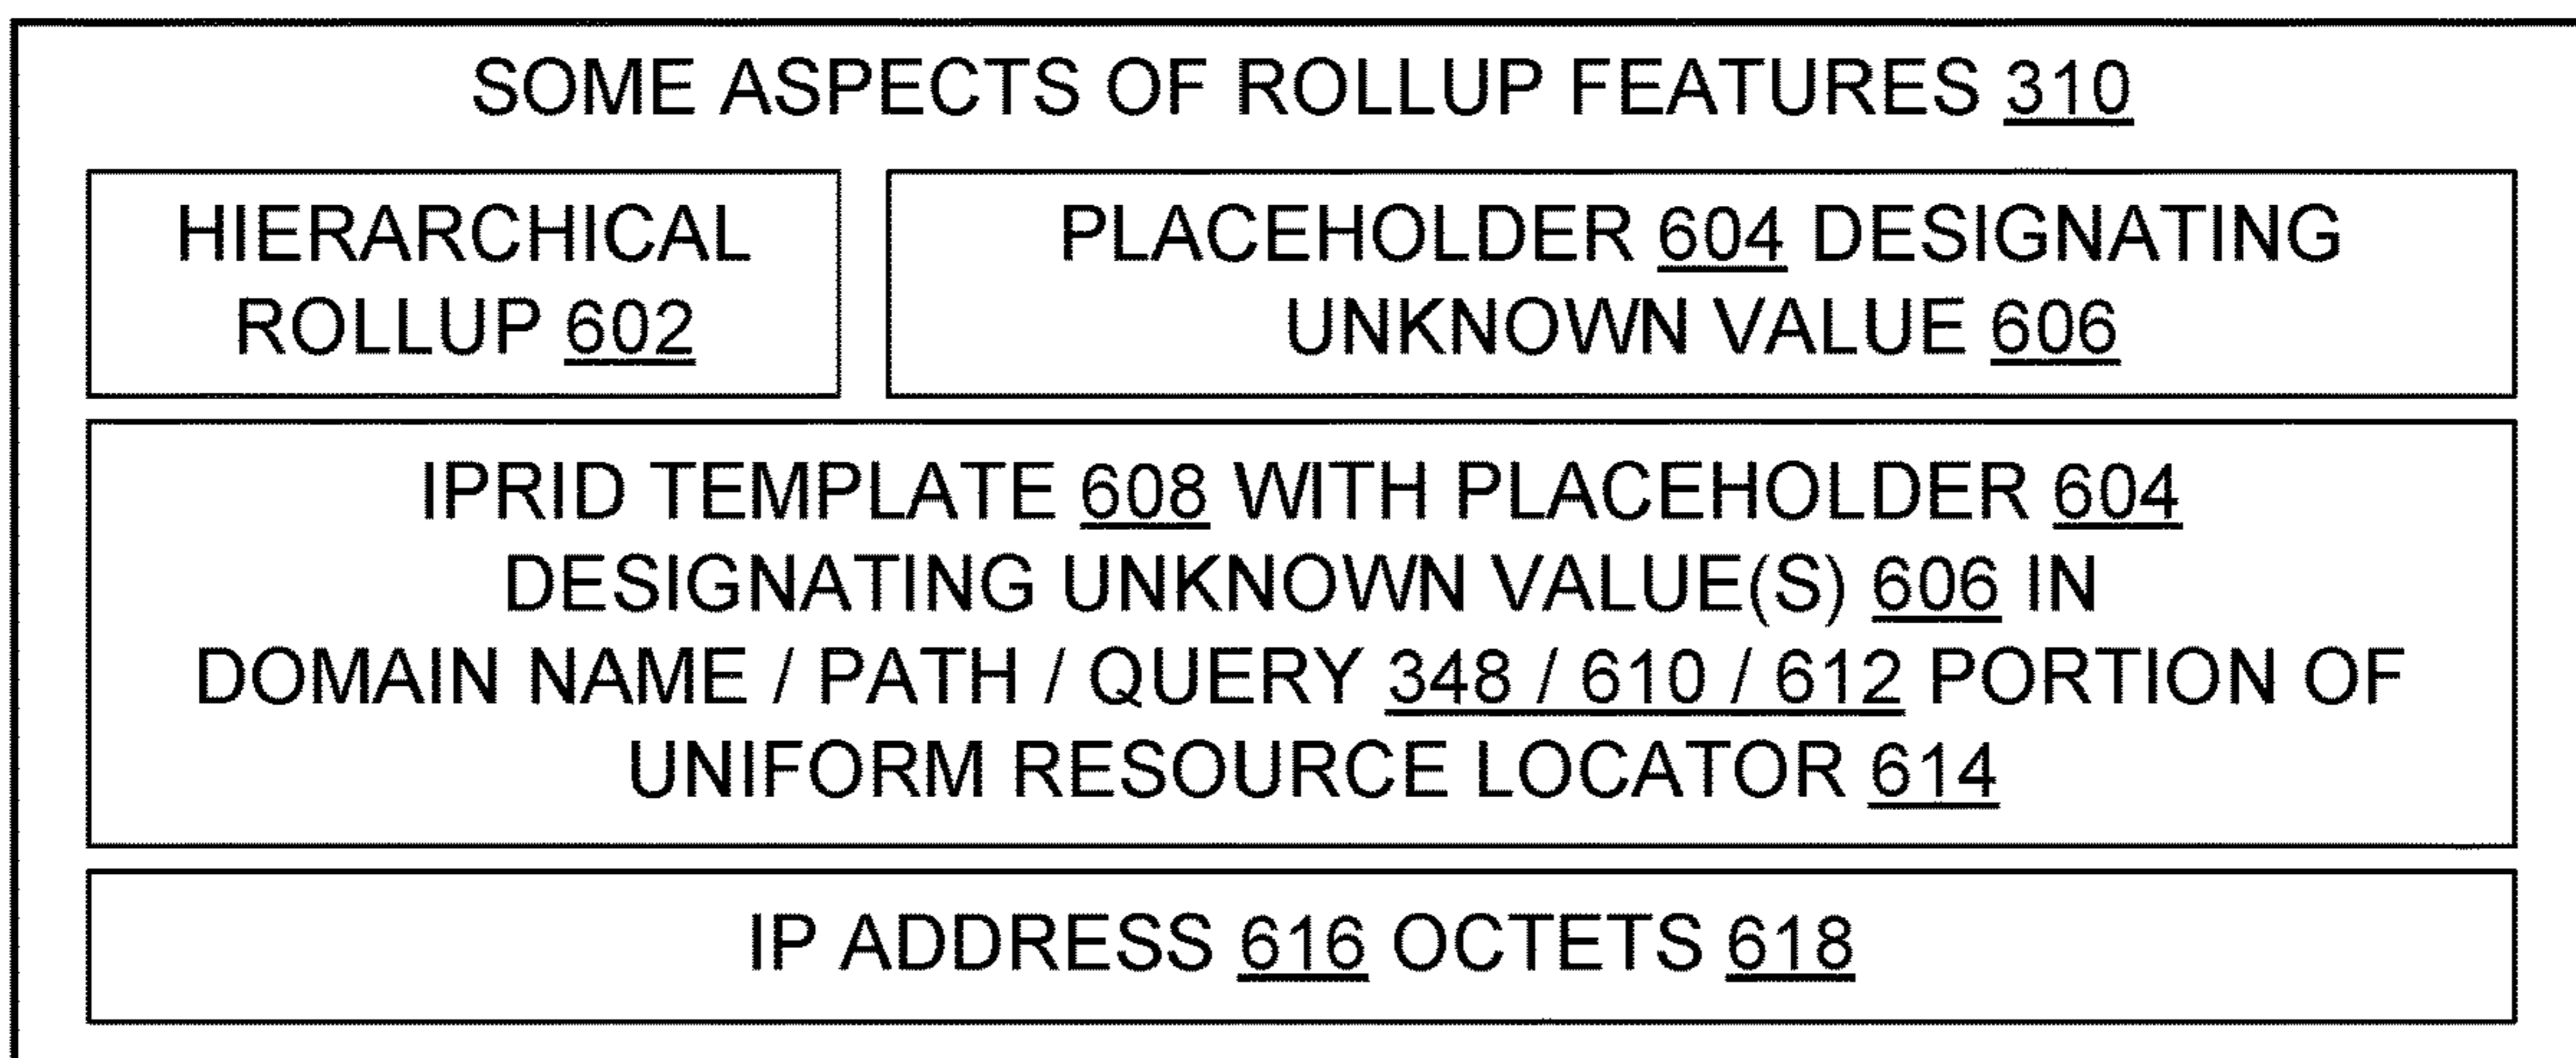 SOME ASPECTS OF ROLLUP FEATURES 310
HIERARCHICAL
ROLLUP 602
PLACEHOLDER 604 DESIGNATING
UNKNOWN VALUE 606
IPRID TEMPLATE 608 WITH PLACEHOLDER 604
DESIGNATING UNKNOWN VALUE(S) 606 IN
DOMAIN NAME / PATH / QUERY 348 / 610 / 612 PORTION OF
UNIFORM RESOURCE LOCATOR 614
IP ADDRESS 616 OCTETS 618